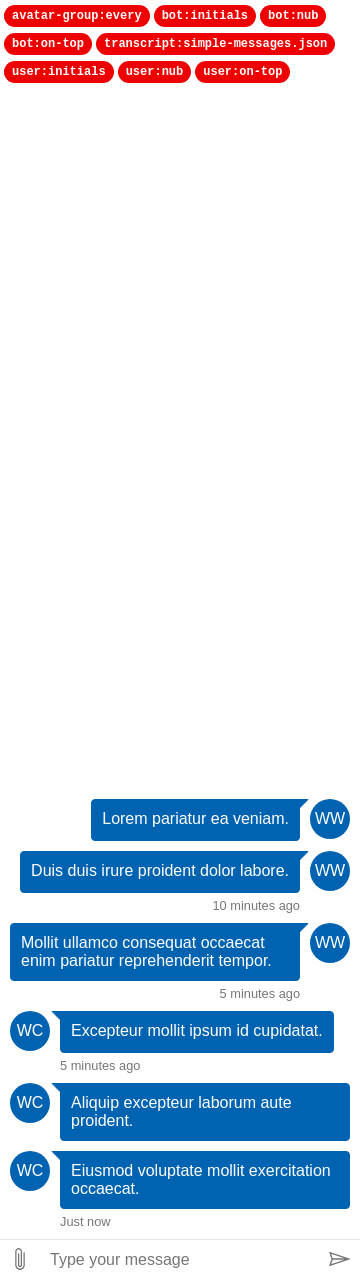 avatar-group:every bot:initials bot:nub
bot:on-top transcript:simple-messages.json
user:initials user:nub user:on-top
Lorem pariatur ea veniam. WW
Duis duis irure proident dolor labore. WW
10 minutes ago
Mollit ullamco consequat occaecat WW
enim pariatur reprehenderit tempor.
5 minutes ago
WC Excepteur mollit ipsum id cupidatat.
5 minutes ago
WC Aliquip excepteur laborum aute
proident.
WC Eiusmod voluptate mollit exercitation
occaecat.
Just now
Type your message